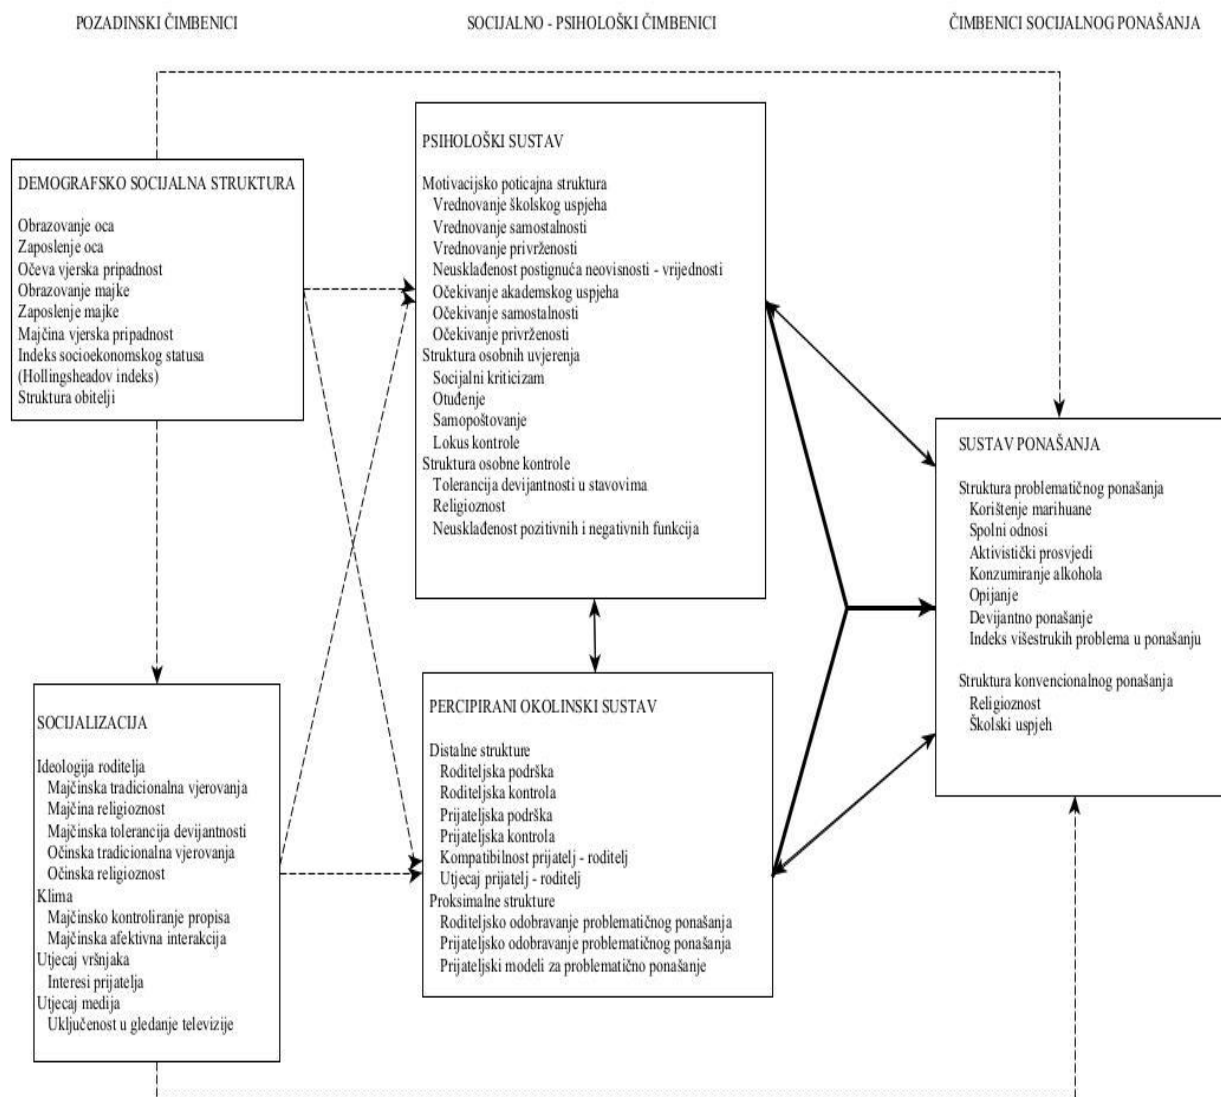 POZADINSKI ČIMBENICI
SOCIJALNO - PSIHOLOŠKI ČIMBENICI
ČIMBENICI SOCIJALNOG PONAŠANJA
DEMOGRAFSKO SOCIJALNA STRUKTURA
Obrazovanje oca
Zaposlenje oca
Očeva vjerska pripadnost
Obrazovanje majke
Zaposlenje majke
Majčina vjerska pripadnost
Indeks socioekonomskog statusa
(Hollingsheadov indeks)
Struktura obitelji
SOCIJALIZACIJA
Ideologija roditelja
Majčinska tradicionalna vjerovanja
Majčina religioznost
Majčinska tolerancija devijantnosti
Očinska tradicionalna vjerovanja
Očinska religioznost
Klima
Majčinsko kontroliranje propisa
Majčinska afektivna interakcija
Utjecaj vršnjaka
Interesi prijatelja
Utjecaj medija
Uključenost u gledanje televizije
PSIHOLOŠKI SUSTAV
Motivacijsko poticajna struktura
Vrednovanje školskog uspjeha
Vrednovanje samostalnosti
Vrednovanje privrženosti
Neusklađenost postignuća neovisnosti - vrijednosti
Očekivanje akademskog uspjeha
Očekivanje samostalnosti
Očekivanje privrženosti
Struktura osobnih uvjerenja
Socijalni kriticizam
Otuđenje
Samopoštovanje
Lokus kontrole
Struktura osobne kontrole
Tolerancija devijantnosti u stavovima
Religioznost
Neusklađenost pozitivnih i negativnih funkcija
PERCIPIRANI OKOLINSKI SUSTAV
Distalne strukture
Roditeljska podrška
Roditeljska kontrola
Prijateljska podrška
Prijateljska kontrola
Kompatibilnost prijatelj - roditelj
Utjecaj prijatelj - roditelj
Proksimalne strukture
Roditeljsko odobravanje problematičnog ponašanja
Prijateljsko odobravanje problematičnog ponašanja
Prijateljski modeli za problematično ponašanje
SUSTAV PONAŠANJA
Struktura problematičnog ponašanja
Korištenje marihuane
Spolni odnosi
Aktivistički prosvjedi
Konzumiranje alkohola
Opijanje
Devijantno ponašanje
Indeks višestrukih problema u ponašanju
Struktura konvencionalnog ponašanja
Religioznost
Školski uspjeh